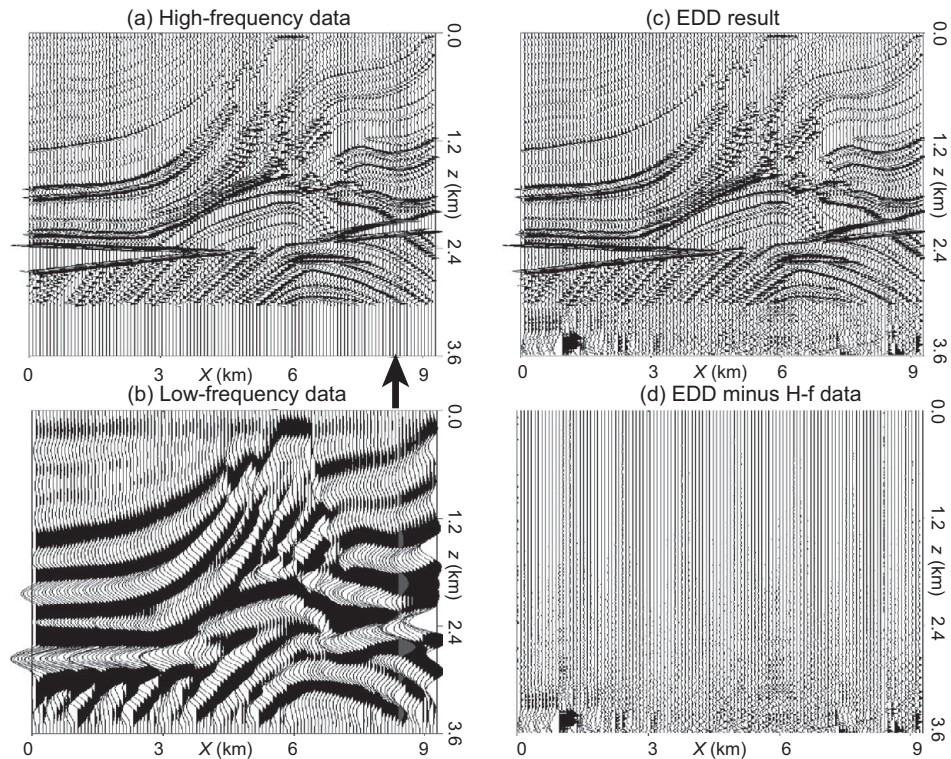 (a) High-frequency data
(c) EDD result
0.0
1.2
z (km)
2.4
3.6
0.0
1.2
z (km)
2.4
3.6
0
3
X (km)
6
9
0
3
X (km)
6
9
(b) Low-frequency data
(d) EDD minus H-f data
0.0
1.2
z (km)
2.4
3.6
0.0
1.2
z (km)
2.4
3.6
0
3
X (km)
6
9
0
3
X (km)
6
9